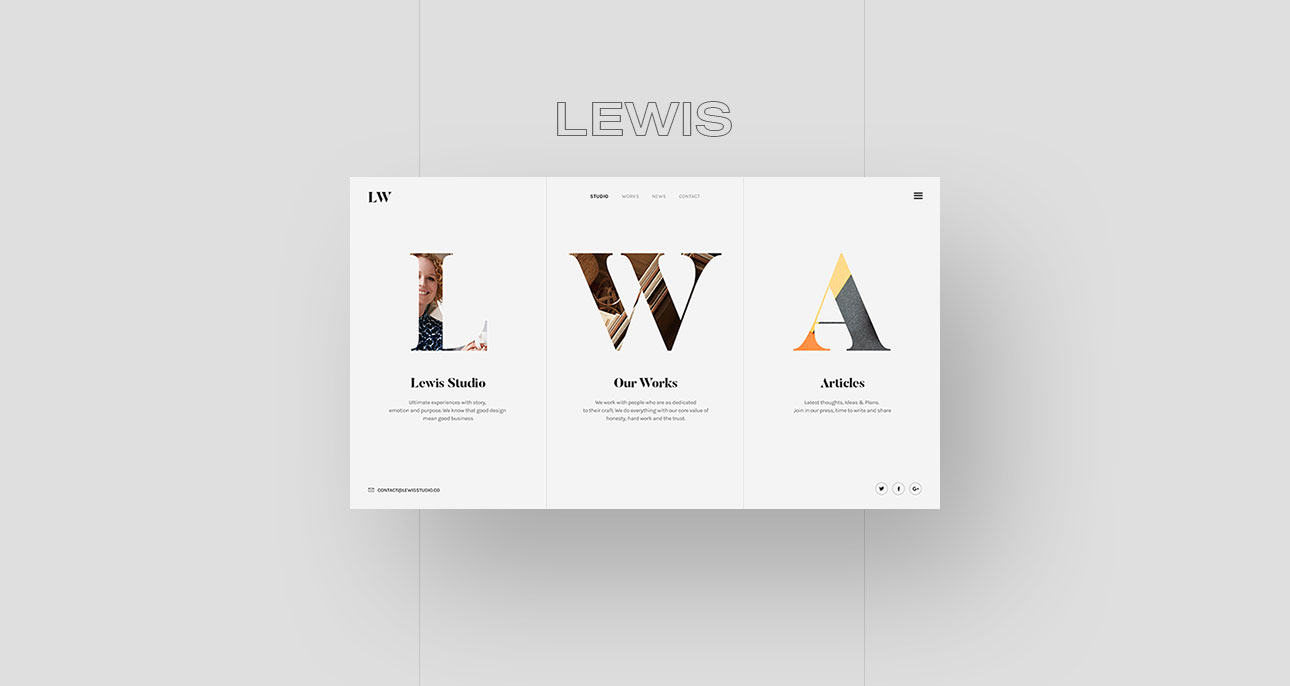 LEWIS
LW
STUDIO WORKS NEWS CONTACT
L
W
A
Lewis Studio
Ultimate experiences with story,
emotion and purpose. We know that good design
mean good business
Our Works
We work with people who are as dedicated
to their craft. We do everything with our core value of
honesty, hard work and the trust.
Articles
Latest thoughts, Ideas & Plans.
Join in our press, time to write and share
CONTACT@LEWISSTUDIO.CO
G+